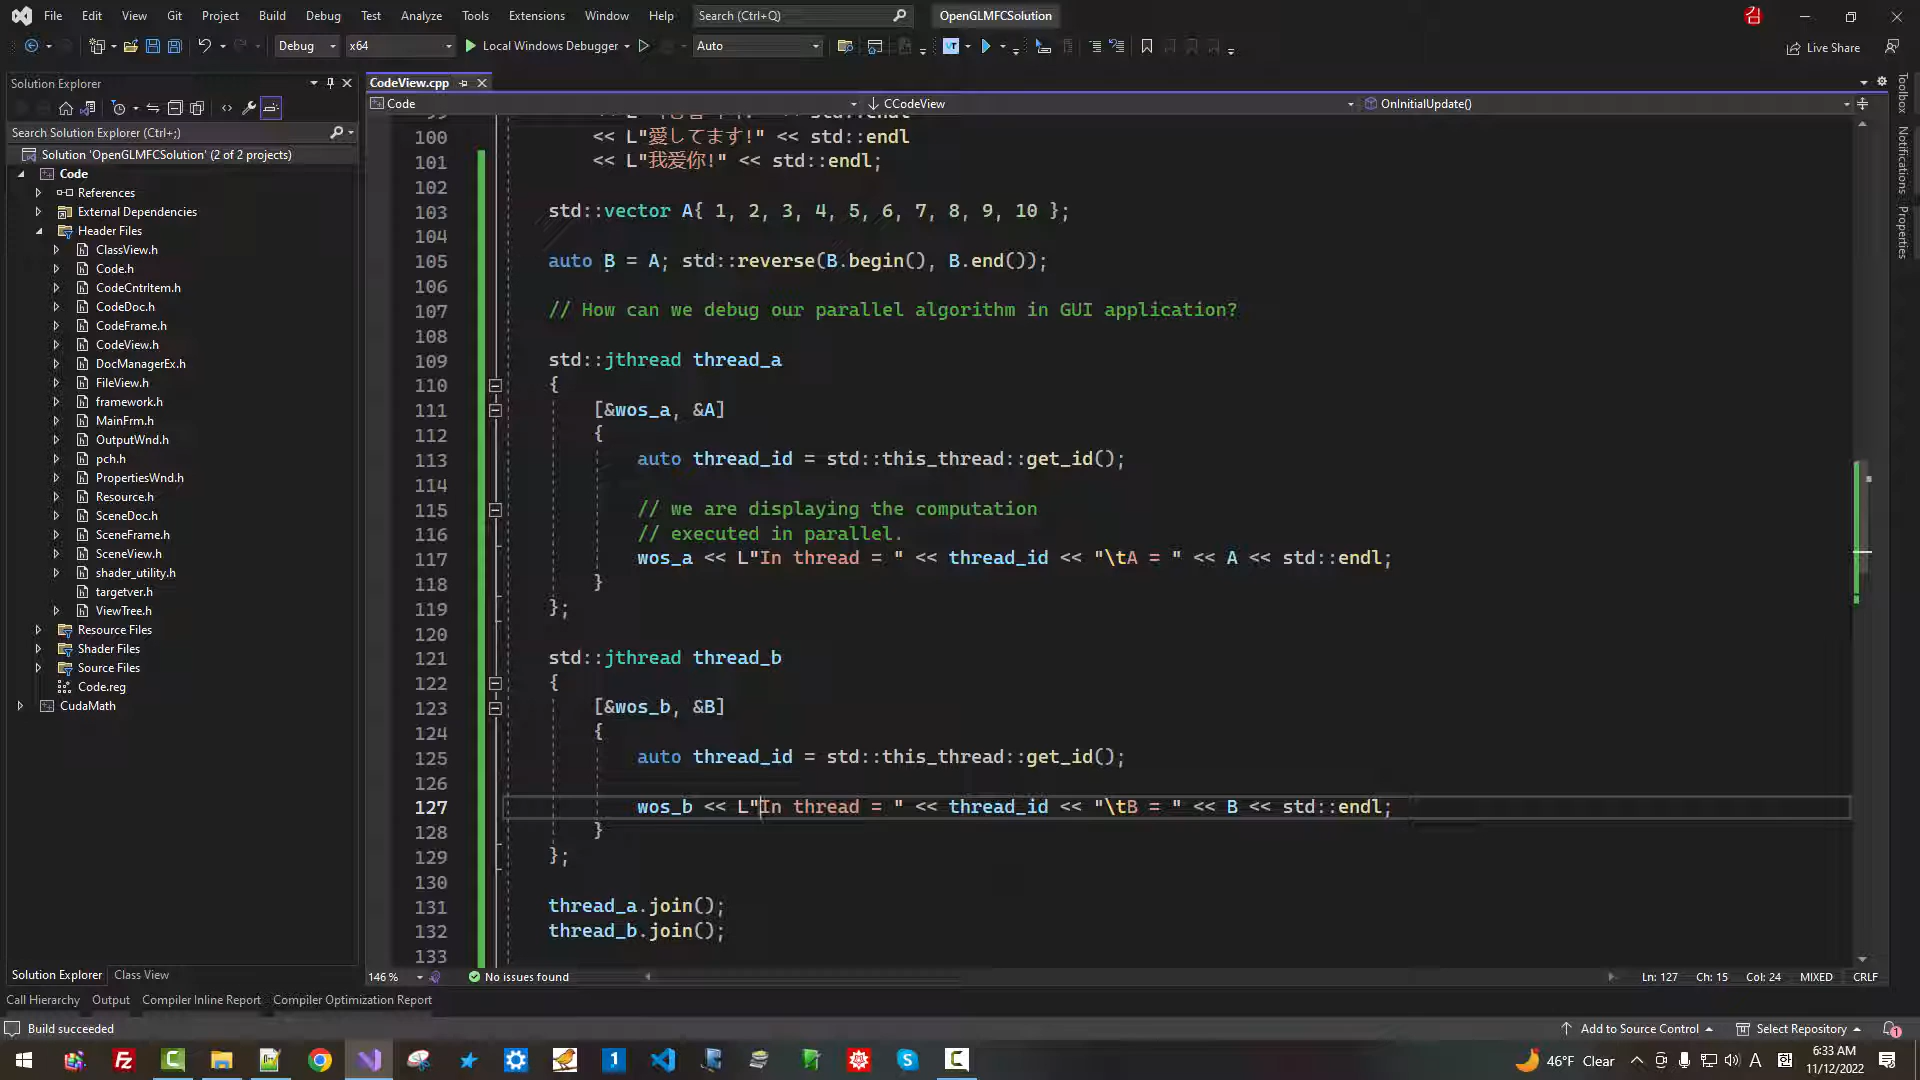 File Edit View Git Project Build Debug Test Analyze Tools Extensions Window Help Search (Ctrl+Q) OpenGLMFCSolution
Debug x64 Local Windows Debugger Auto Live Share
Solution Explorer
Search Solution Explorer (Ctrl+;)
Solution 'OpenGLMFCSolution' (2 of 2 projects)
Code
References
External Dependencies
Header Files
ClassView.h
Code.h
CodeCntrItem.h
CodeDoc.h
CodeFrame.h
CodeView.h
DocManagerEx.h
FileView.h
framework.h
MainFrm.h
OutputWnd.h
pch.h
PropertiesWnd.h
Resource.h
SceneDoc.h
SceneFrame.h
SceneView.h
shader_utility.h
targetver.h
ViewTree.h
Resource Files
Shader Files
Source Files
Code.reg
CudaMath
Solution Explorer Class View
CodeView.cpp
Code CCodeView OnInitialUpdate()
100 << L"愛してます!" << std::endl
101 << L"我爱你!" << std::endl;
102
103 std::vector A{ 1, 2, 3, 4, 5, 6, 7, 8, 9, 10 };
104
105 auto B = A; std::reverse(B.begin(), B.end());
106
107 // How can we debug our parallel algorithm in GUI application?
108
109 std::jthread thread_a
110 {
111 [&wos_a, &A]
112 {
113 auto thread_id = std::this_thread::get_id();
114
115 // we are displaying the computation
116 // executed in parallel.
117 wos_a << L"In thread = " << thread_id << "\tA = " << A << std::endl;
118 }
119 };
120
121 std::jthread thread_b
122 {
123 [&wos_b, &B]
124 {
125 auto thread_id = std::this_thread::get_id();
126
127 wos_b << L"In thread = " << thread_id << "\tB = " << B << std::endl;
128 }
129 };
130
131 thread_a.join();
132 thread_b.join();
133
146 % No issues found Ln: 127 Ch: 15 Col: 24 MIXED CRLF
Toolbox
Notifications
Properties
Call Hierarchy Output Compiler Inline Report Compiler Optimization Report
Build succeeded Add to Source Control Select Repository 1
46°F Clear A 한 6:33 AM
11/12/2022